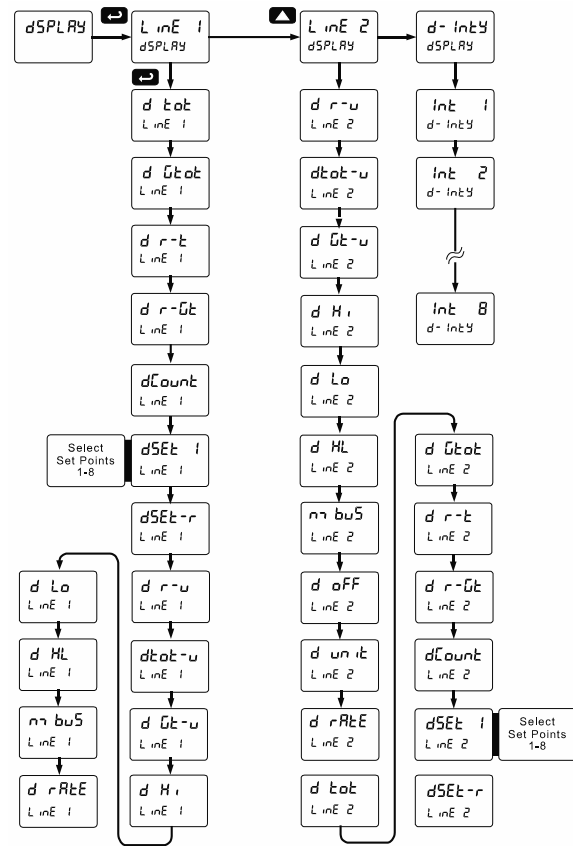 dSPLAY
LinE 1
dSPLAY
d tot
LinE 1
d Gtot
LinE 1
d r-t
LinE 1
d r-Gt
LinE 1
dCount
LinE 1
Select
Set Points
1-8
dSEt 1
LinE 1
dSEt-r
LinE 1
d r-u
LinE 1
dtot-u
LinE 1
d Gt-u
LinE 1
d Hi
LinE 1
d Lo
LinE 1
d HL
LinE 1
m buS
LinE 1
d rAtE
LinE 1
LinE 2
dSPLAY
d r-u
LinE 2
dtot-u
LinE 2
d Gt-u
LinE 2
d Hi
LinE 2
d Lo
LinE 2
d HL
LinE 2
m buS
LinE 2
d oFF
LinE 2
d unit
LinE 2
d rAtE
LinE 2
d tot
LinE 2
d Gtot
LinE 2
d r-t
LinE 2
d r-Gt
LinE 2
dCount
LinE 2
dSEt 1
LinE 2
Select
Set Points
1-8
dSEt-r
LinE 2
d-IntY
dSPLAY
Int 1
d-IntY
Int 2
d-IntY
Int 8
d-IntY